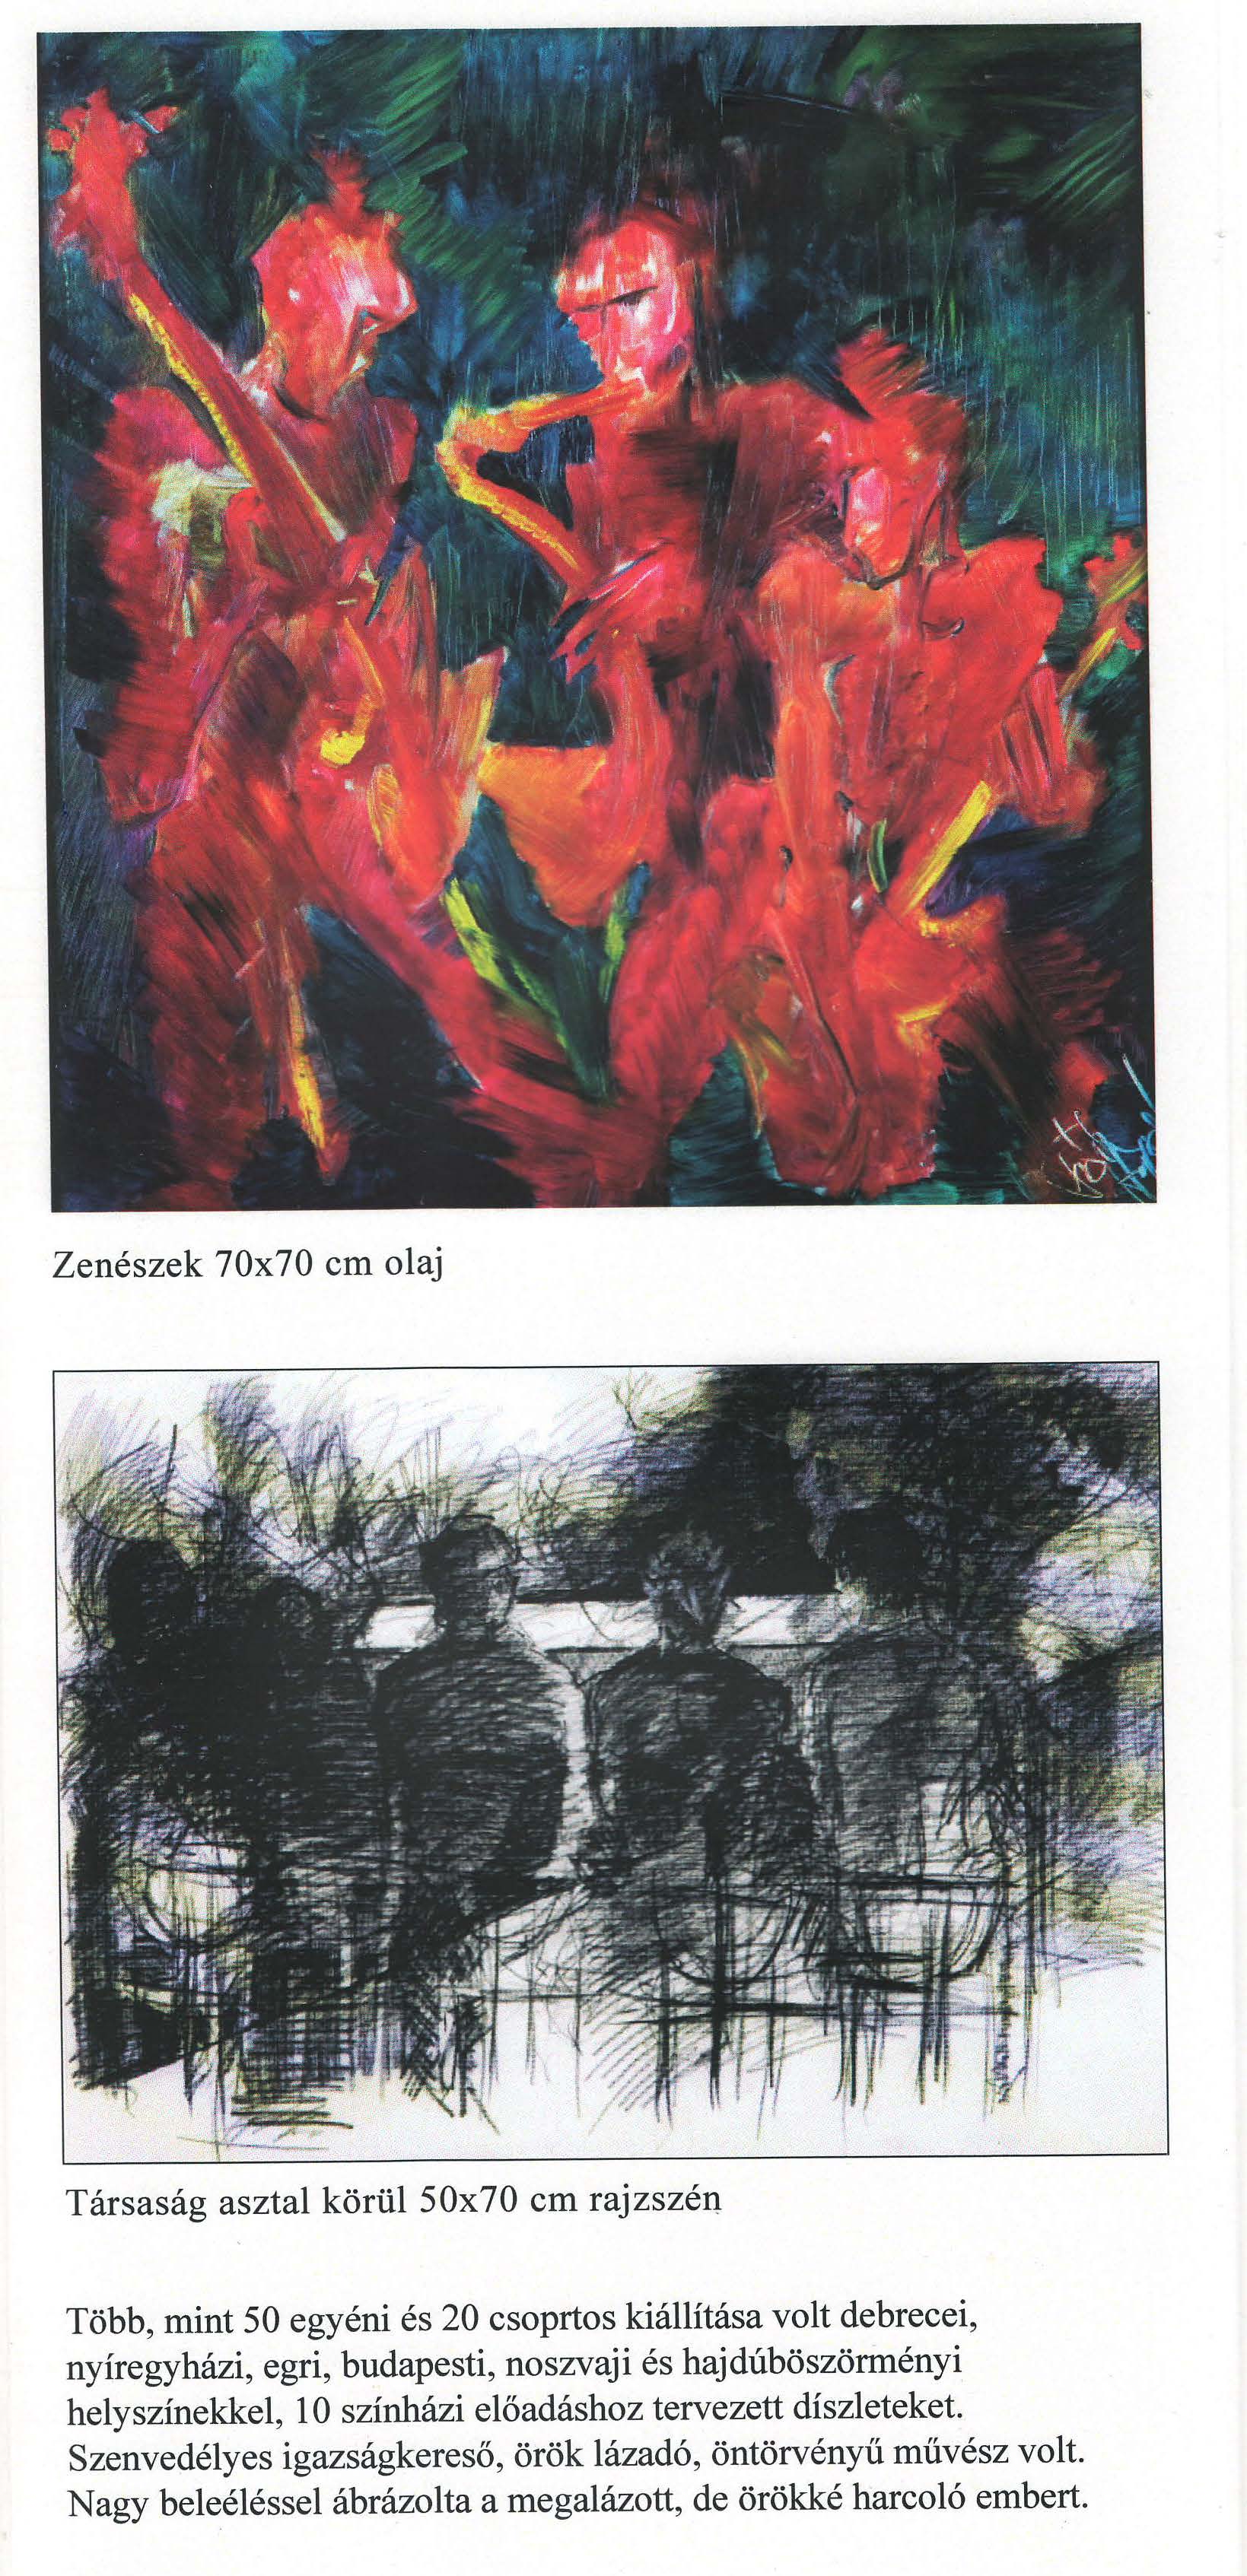 Zenészek 70x70 cm olaj
Társaság asztal körül 50x70 cm rajzszén
Több, mint 50 egyéni és 20 csoprtos kiállítása volt debrecei,
nyíregyházi, egri, budapesti, noszvaji és hajdúböszörményi
helyszínekkel, 10 színházi előadáshoz tervezett díszleteket.
Szenvedélyes igazságkereső, örök lázadó, öntörvényű művész volt.
Nagy beleéléssel ábrázolta a megalázott, de örökké harcoló embert.